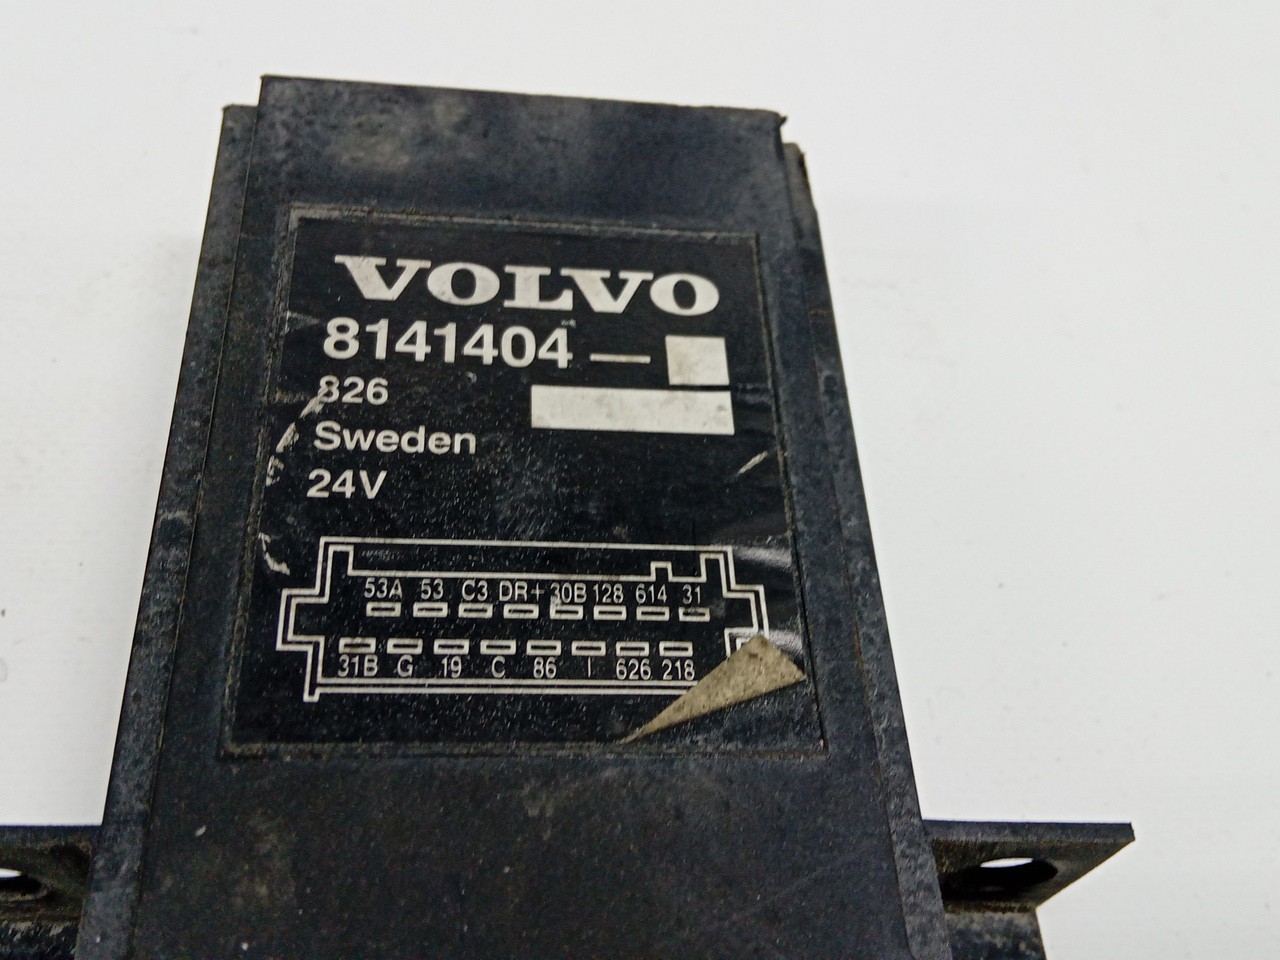 VOLVO
8141404 —
826
Sweden
24V
53A 53 C3 DR+ 30B 128 614 31
31B G 19 C 86 I 626 218